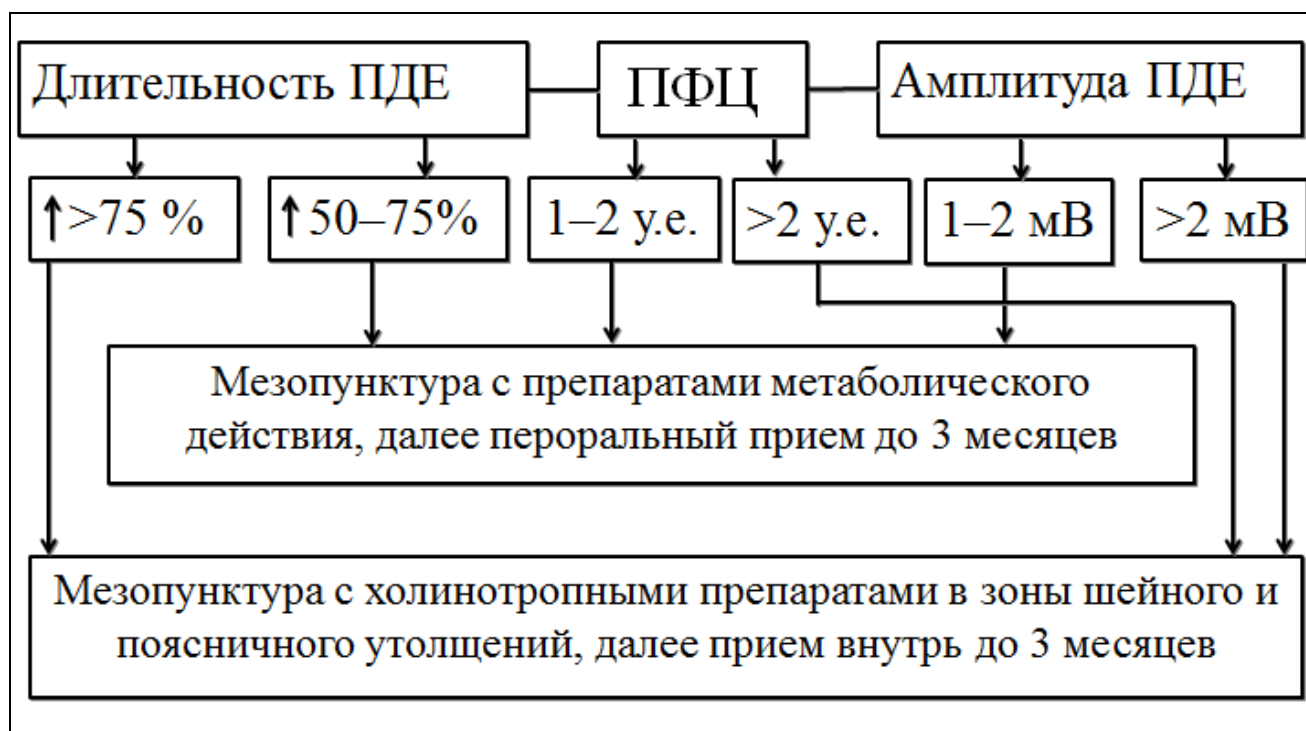 Длительность ПДЕ
ПФЦ
Амплитуда ПДЕ
↑>75 %
↑50–75%
1–2 у.е.
>2 у.е.
1–2 мВ
>2 мВ
Мезопунктура с препаратами метаболического
действия, далее пероральный прием до 3 месяцев
Мезопунктура с холинотропными препаратами в зоны шейного и
поясничного утолщений, далее прием внутрь до 3 месяцев